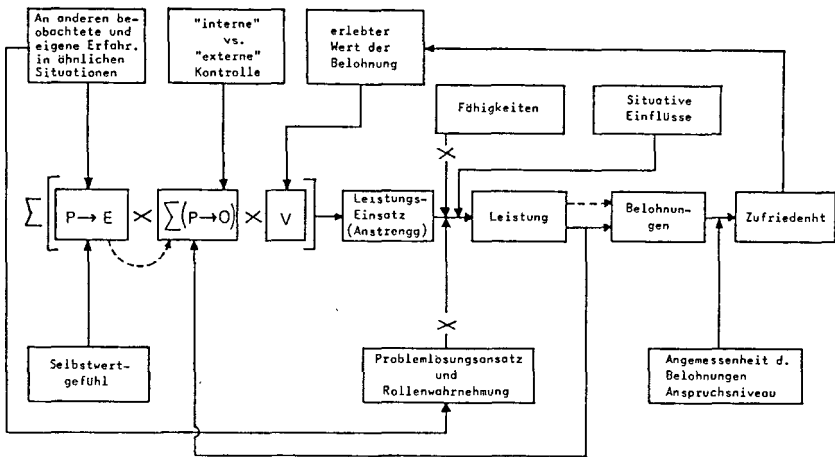 An anderen be-
obachtete und
eigene Erfahr.
in ähnlichen
Situationen
"interne"
vs.
"externe"
Kontrolle
erlebter
Wert der
Belohnung
Fähigkeiten
Situative
Einflüsse
∑ [ P → E × ∑(P→O) × V ]
Leistungs-
Einsatz
(Anstrengg)
Leistung
Belohnun-
gen
Zufriedenht
Selbstwert-
gefühl
Problemlösungsansatz
und
Rollenwahrnehmung
Angemessenheit d.
Belohnungen
Anspruchsniveau